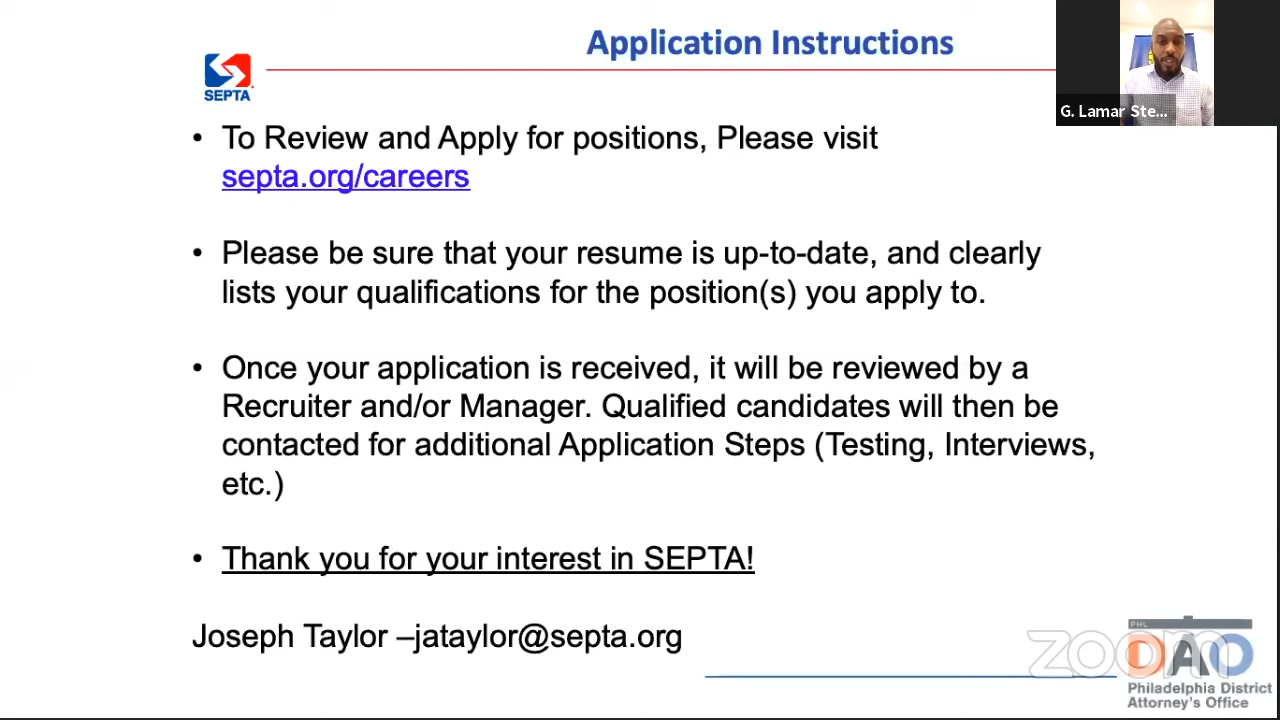 Application Instructions
SEPTA
G. Lamar Ste...
• To Review and Apply for positions, Please visit
septa.org/careers
• Please be sure that your resume is up-to-date, and clearly
lists your qualifications for the position(s) you apply to.
• Once your application is received, it will be reviewed by a
Recruiter and/or Manager. Qualified candidates will then be
contacted for additional Application Steps (Testing, Interviews,
etc.)
• Thank you for your interest in SEPTA!
Joseph Taylor –jataylor@septa.org
PHL
zoom
DAO
Philadelphia District
Attorney's Office